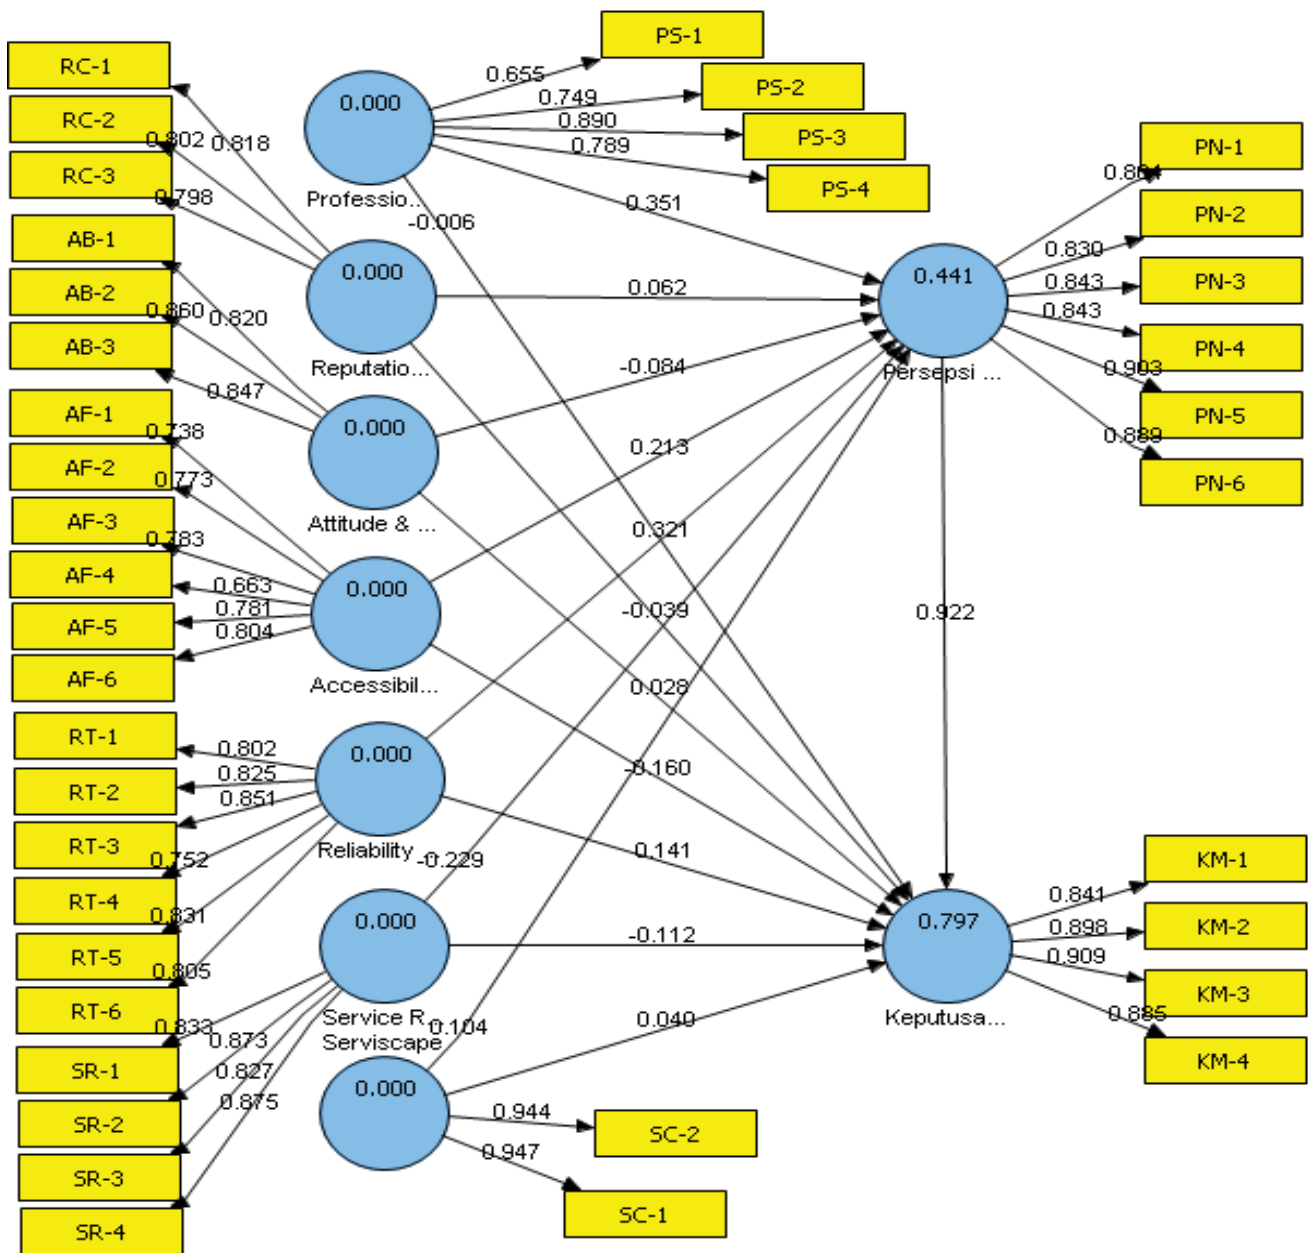 RC-1
RC-2
RC-3
AB-1
AB-2
AB-3
AF-1
AF-2
AF-3
AF-4
AF-5
AF-6
RT-1
RT-2
RT-3
RT-4
RT-5
RT-6
SR-1
SR-2
SR-3
SR-4
0.818
0.802
0.798
0.820
0.860
0.847
0.738
0.773
0.783
0.663
0.781
0.804
0.802
0.825
0.851
0.752
0.831
0.805
0.833
0.873
0.827
0.875
0.000
Professio...
0.000
Reputatio...
0.000
Attitude & ...
0.000
Accessibil...
0.000
Reliability
0.000
Service R...
Serviscape
0.000
PS-1
PS-2
PS-3
PS-4
0.655
0.749
0.890
0.789
0.351
-0.006
0.062
-0.084
0.213
0.321
-0.039
0.028
-0.160
0.141
-0.229
-0.112
0.104
0.040
0.922
0.944
0.947
SC-2
SC-1
0.441
Persepsi ...
0.830
0.843
0.843
0.903
0.889
PN-1
PN-2
PN-3
PN-4
PN-5
PN-6
0.797
Keputusa...
0.841
0.898
0.909
0.885
KM-1
KM-2
KM-3
KM-4